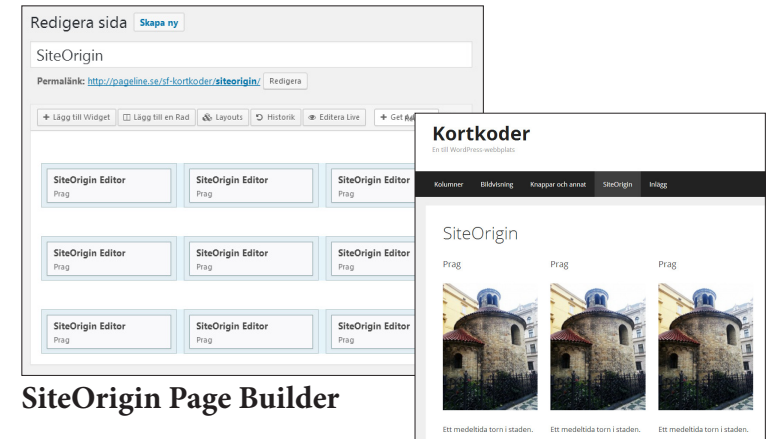 Redigera sida Skapa ny
SiteOrigin
Permalänk: http://pageline.se/sf-kortkoder/siteorigin/ Redigera
Lägg till Widget Lägg till en Rad Layouts Historik Editera Live + Get
SiteOrigin Editor SiteOrigin Editor SiteOrigin Editor
Prag Prag Prag
SiteOrigin Editor SiteOrigin Editor SiteOrigin Editor
Prag Prag Prag
SiteOrigin Editor SiteOrigin Editor SiteOrigin Editor
Prag Prag Prag
SiteOrigin Page Builder
Kortkoder
En till WordPress-webbplats
Kolumner Bildvisning Knappar och annat SiteOrigin Inlägg
SiteOrigin
Prag Prag Prag
Ett medeltida torn i staden. Ett medeltida torn i staden. Ett medeltida torn i staden.